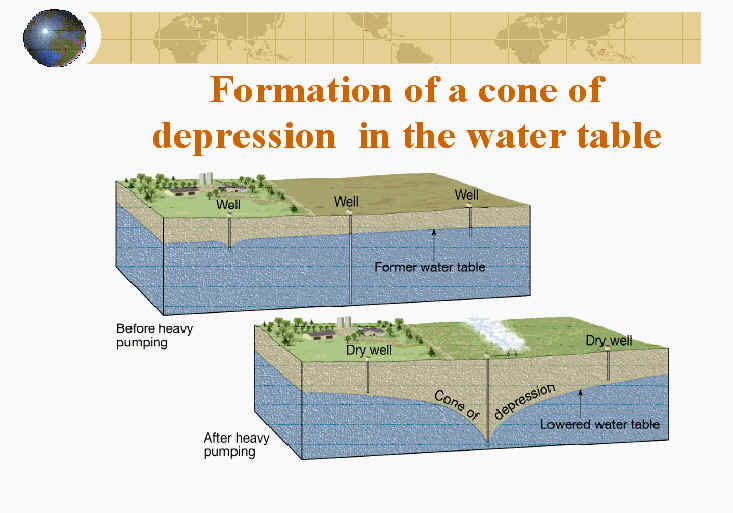 Formation of a cone of
depression in the water table
Well
Well
Well
Former water table
Before heavy
pumping
Dry well
Dry well
Cone of depression
Lowered water table
After heavy
pumping